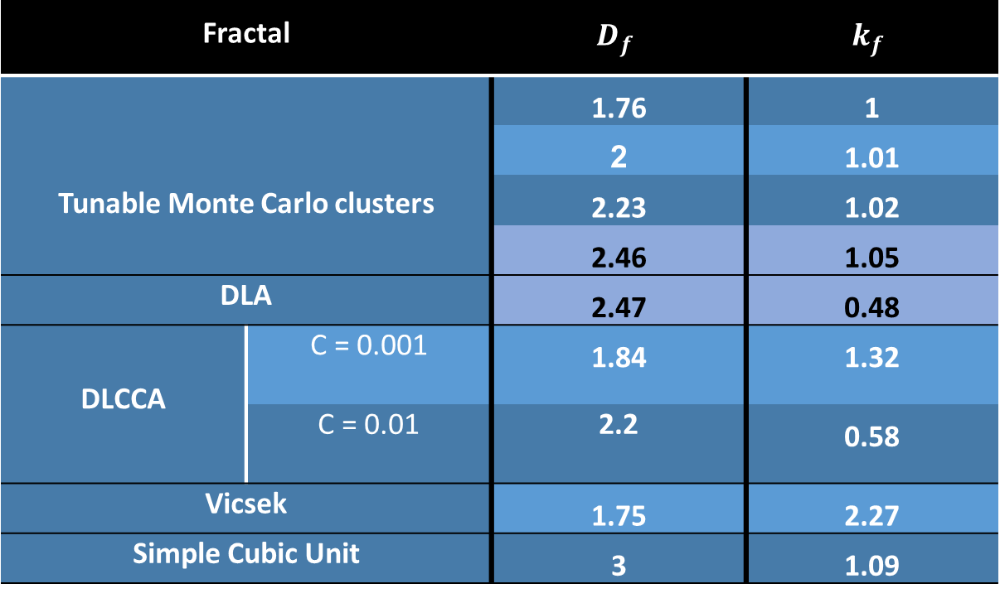 Fractal D_f k_f
1.76 1
2 1.01
Tunable Monte Carlo clusters 2.23 1.02
2.46 1.05
DLA 2.47 0.48
DLCCA C = 0.001 1.84 1.32
C = 0.01 2.2 0.58
Vicsek 1.75 2.27
Simple Cubic Unit 3 1.09